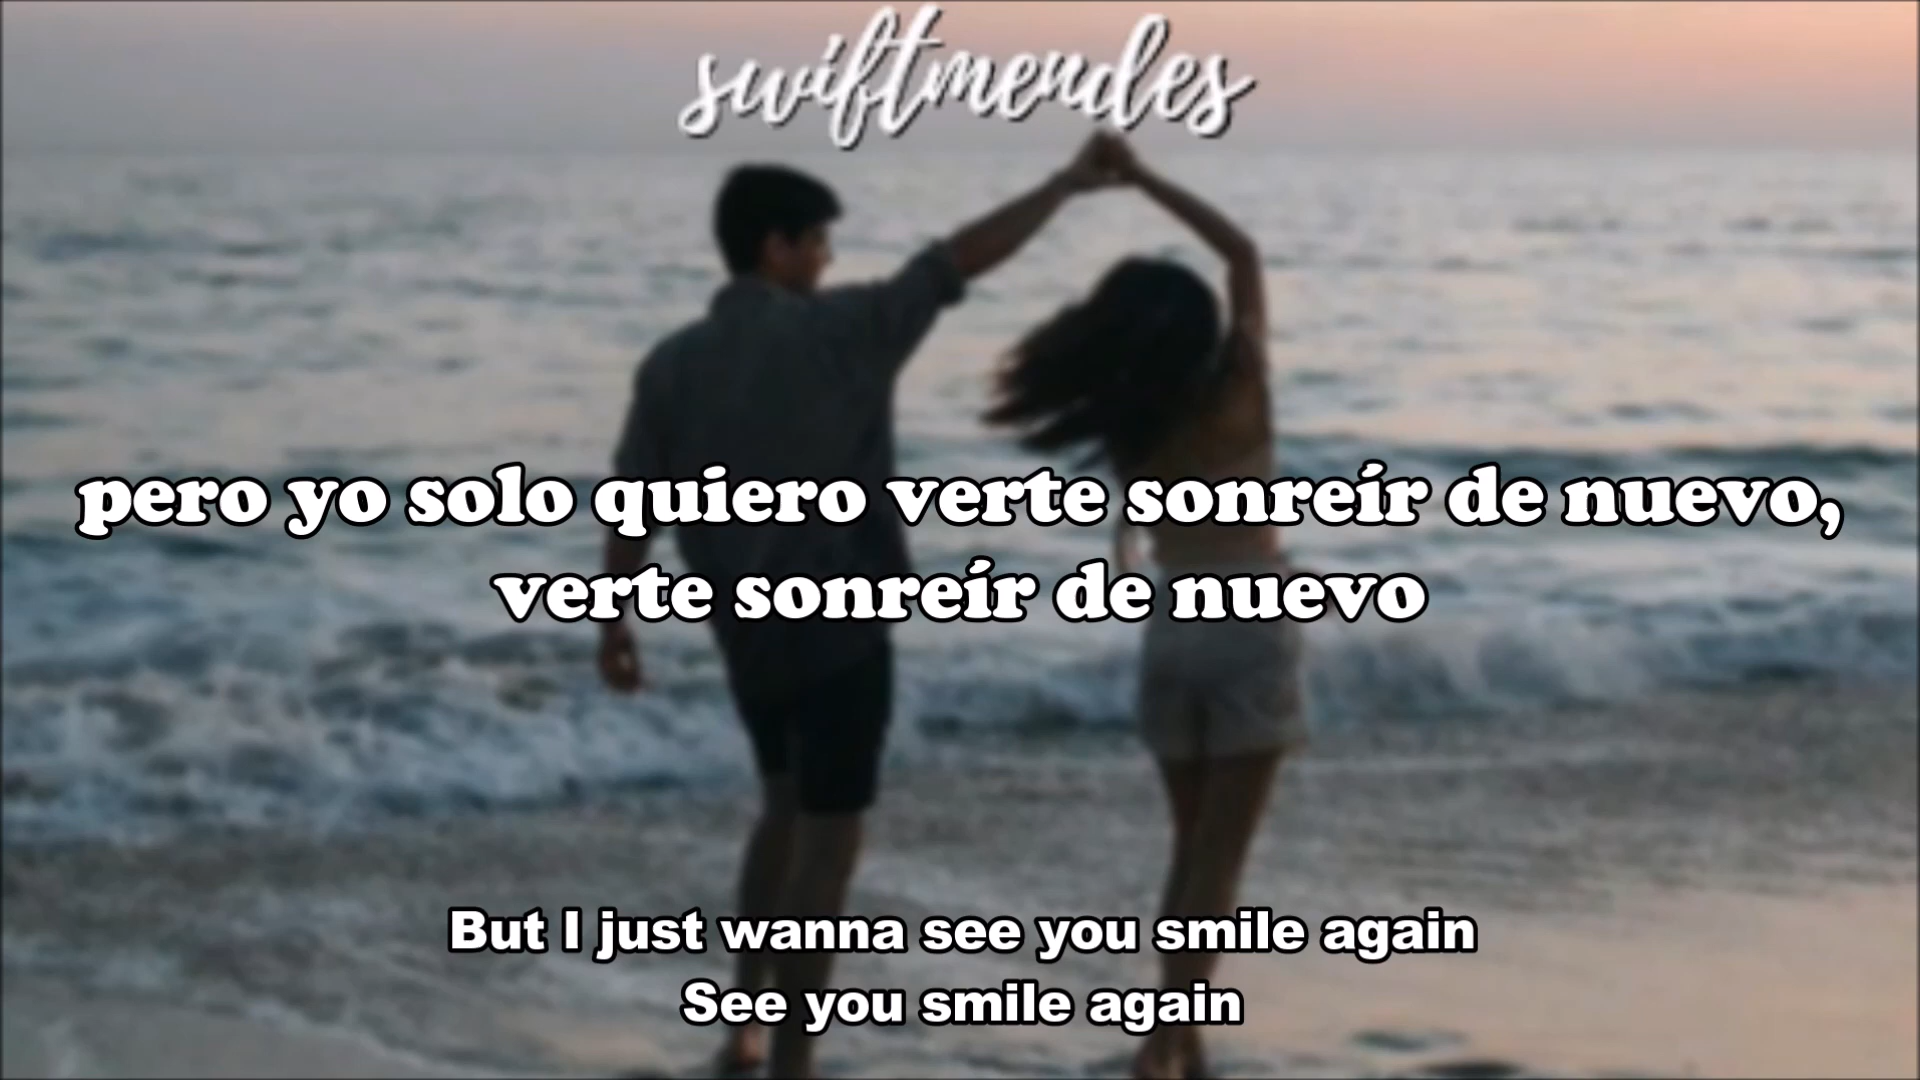 swiftmendes
pero yo solo quiero verte sonreír de nuevo,
verte sonreír de nuevo
But I just wanna see you smile again
See you smile again